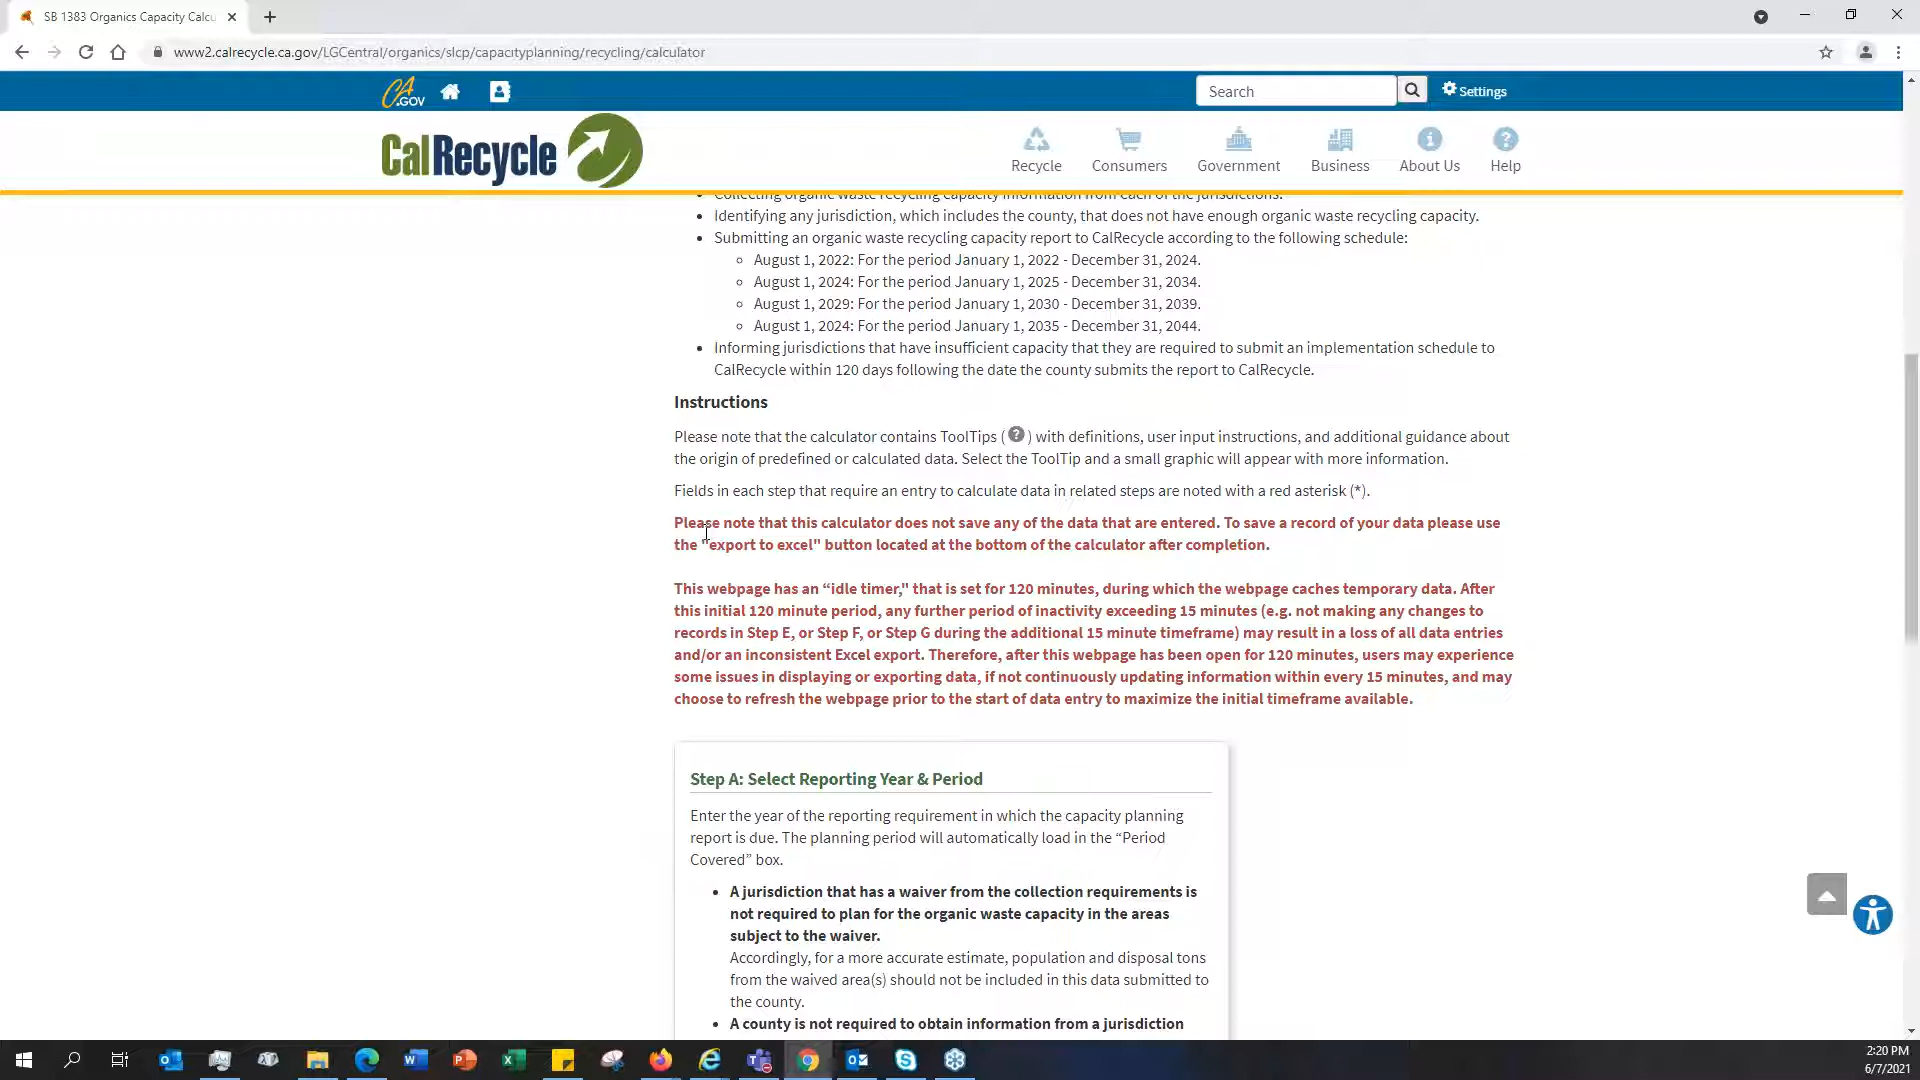 SB 1383 Organics Capacity Calcu
www2.calrecycle.ca.gov/LGCentral/organics/slcp/capacityplanning/recycling/calculator
CA.GOV
Search
Settings
CalRecycle
Recycle
Consumers
Government
Business
About Us
Help
• Collecting organic waste recycling capacity information from each of the jurisdictions.
• Identifying any jurisdiction, which includes the county, that does not have enough organic waste recycling capacity.
• Submitting an organic waste recycling capacity report to CalRecycle according to the following schedule:
○ August 1, 2022: For the period January 1, 2022 - December 31, 2024.
○ August 1, 2024: For the period January 1, 2025 - December 31, 2034.
○ August 1, 2029: For the period January 1, 2030 - December 31, 2039.
○ August 1, 2024: For the period January 1, 2035 - December 31, 2044.
• Informing jurisdictions that have insufficient capacity that they are required to submit an implementation schedule to
CalRecycle within 120 days following the date the county submits the report to CalRecycle.
Instructions
Please note that the calculator contains ToolTips ( ? ) with definitions, user input instructions, and additional guidance about
the origin of predefined or calculated data. Select the ToolTip and a small graphic will appear with more information.
Fields in each step that require an entry to calculate data in related steps are noted with a red asterisk (*).
Please note that this calculator does not save any of the data that are entered. To save a record of your data please use
the "export to excel" button located at the bottom of the calculator after completion.
This webpage has an “idle timer," that is set for 120 minutes, during which the webpage caches temporary data. After
this initial 120 minute period, any further period of inactivity exceeding 15 minutes (e.g. not making any changes to
records in Step E, or Step F, or Step G during the additional 15 minute timeframe) may result in a loss of all data entries
and/or an inconsistent Excel export. Therefore, after this webpage has been open for 120 minutes, users may experience
some issues in displaying or exporting data, if not continuously updating information within every 15 minutes, and may
choose to refresh the webpage prior to the start of data entry to maximize the initial timeframe available.
Step A: Select Reporting Year & Period
Enter the year of the reporting requirement in which the capacity planning
report is due. The planning period will automatically load in the “Period
Covered” box.
• A jurisdiction that has a waiver from the collection requirements is
not required to plan for the organic waste capacity in the areas
subject to the waiver.
Accordingly, for a more accurate estimate, population and disposal tons
from the waived area(s) should not be included in this data submitted to
the county.
• A county is not required to obtain information from a jurisdiction
2:20 PM
6/7/2021